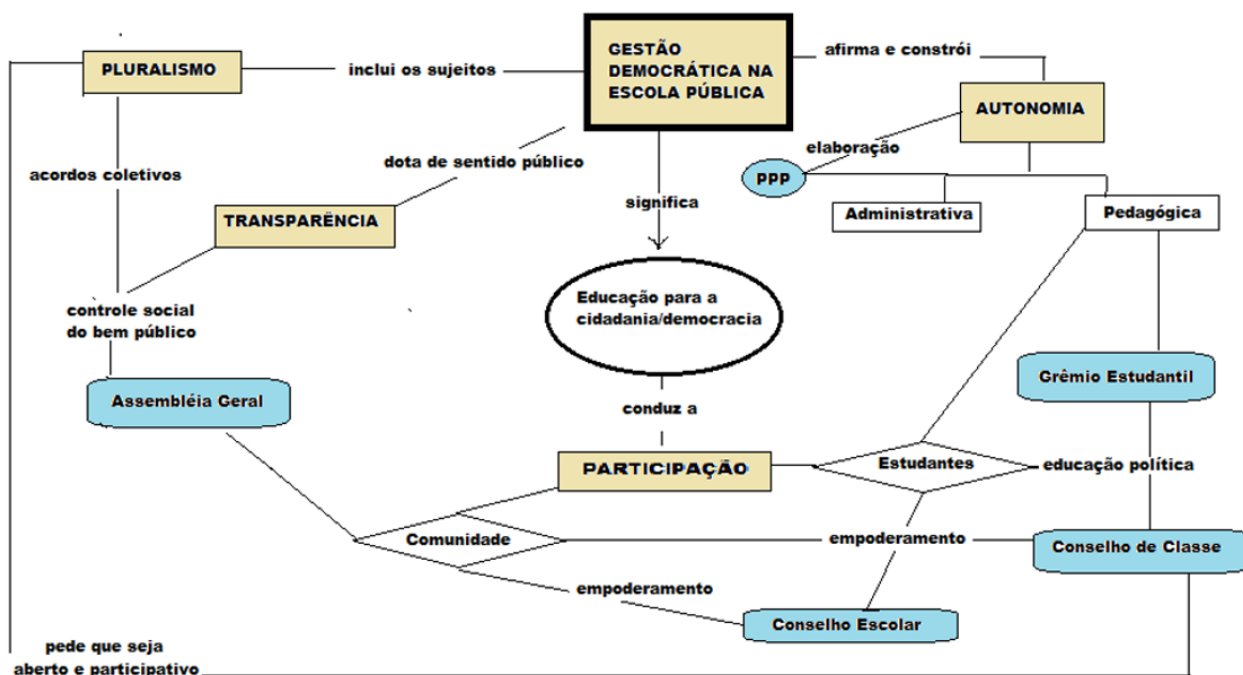 GESTÃO
DEMOCRÁTICA NA
ESCOLA PÚBLICA
afirma e constrói
PLURALISMO
inclui os sujeitos
AUTONOMIA
elaboração
dota de sentido público
acordos coletivos
PPP
significa
Administrativa
Pedagógica
TRANSPARÊNCIA
Educação para a
cidadania/democracia
controle social
do bem público
Grêmio Estudantil
Assembléia Geral
conduz a
PARTICIPAÇÃO
Estudantes
educação política
Comunidade
empoderamento
Conselho de Classe
empoderamento
Conselho Escolar
pede que seja
aberto e participativo